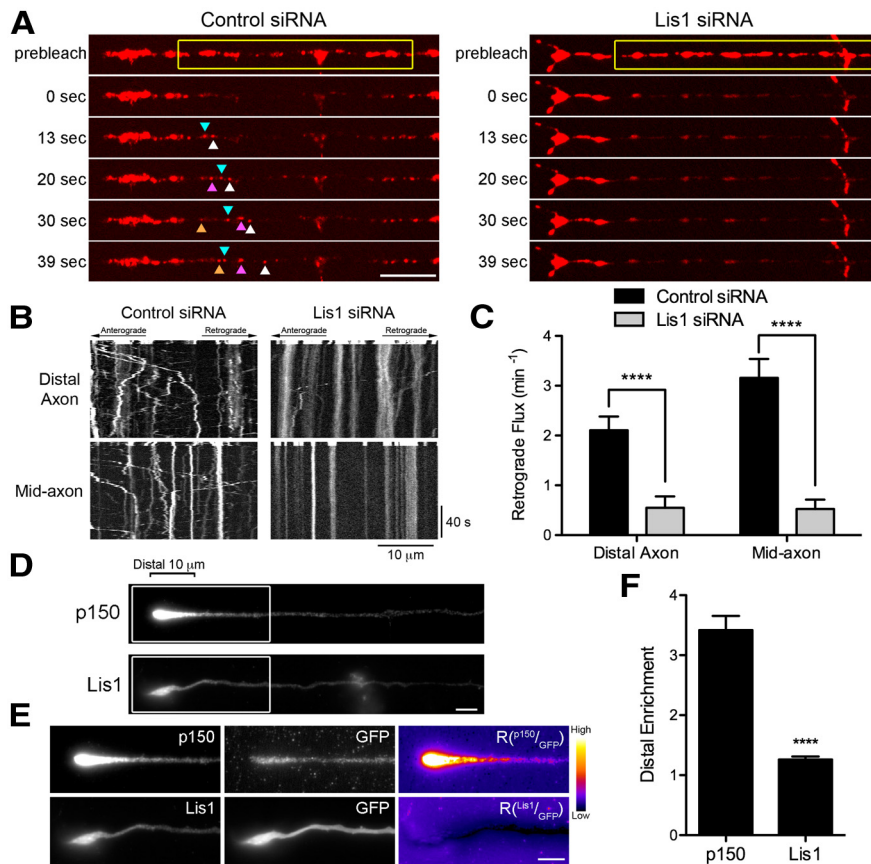 A
Control siRNA
Lis1 siRNA
prebleach
0 sec
13 sec
20 sec
30 sec
39 sec
prebleach
0 sec
13 sec
20 sec
30 sec
39 sec
B
Control siRNA
Lis1 siRNA
Anterograde
Retrograde
Anterograde
Retrograde
Distal
Axon
Mid-axon
40 s
10 μm
C
Control siRNA
Lis1 siRNA
Retrograde Flux (min⁻¹)
4
3
2
1
0
****
****
Distal Axon
Mid-axon
D
Distal 10 μm
p150
Lis1
E
p150
GFP
R(p150/GFP)
High
Low
Lis1
GFP
R(Lis1/GFP)
F
Distal Enrichment
4
3
2
1
0
****
p150
Lis1